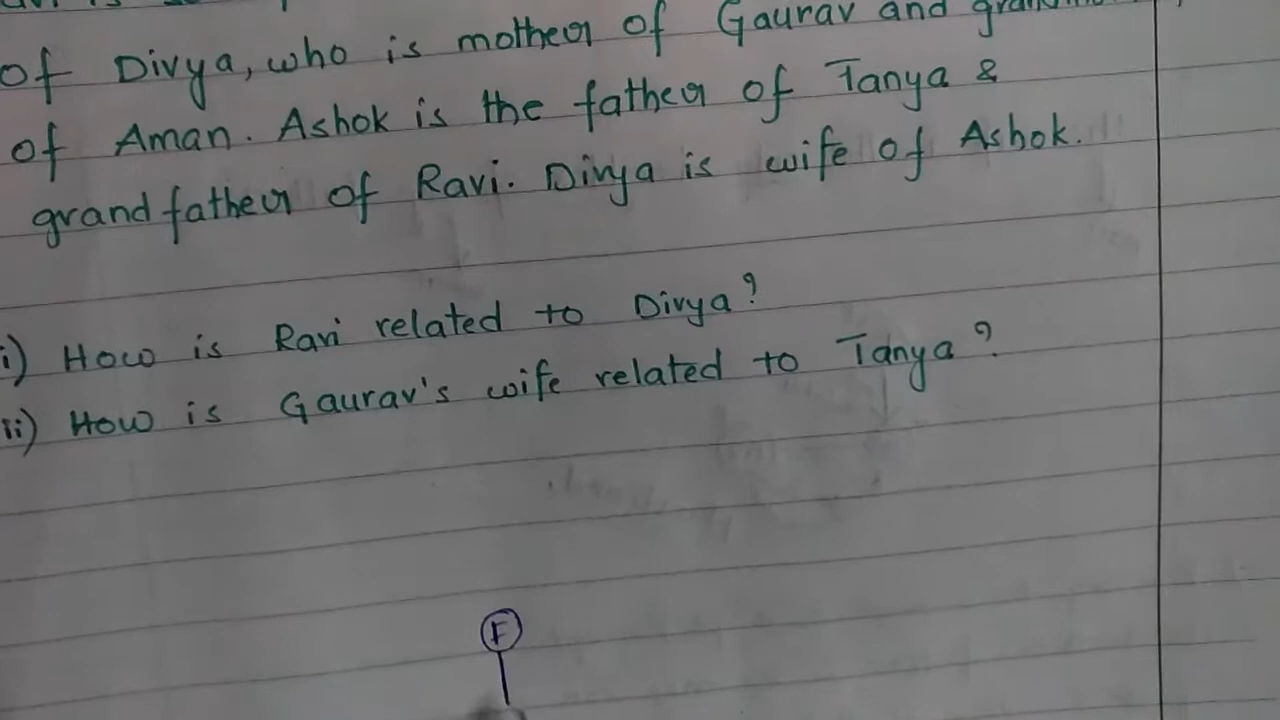 of Divya, who is mother of Gaurav and
of Aman. Ashok is the father of Tanya &
grandfather of Ravi. Divya is wife of Ashok.
i) How is Ravi related to Divya?
ii) How is Gaurav's wife related to Tanya?
F